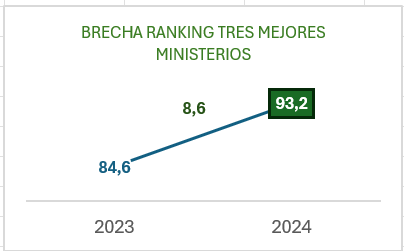 BRECHA RANKING TRES MEJORES
MINISTERIOS
93,2
8,6
84,6
2023 2024